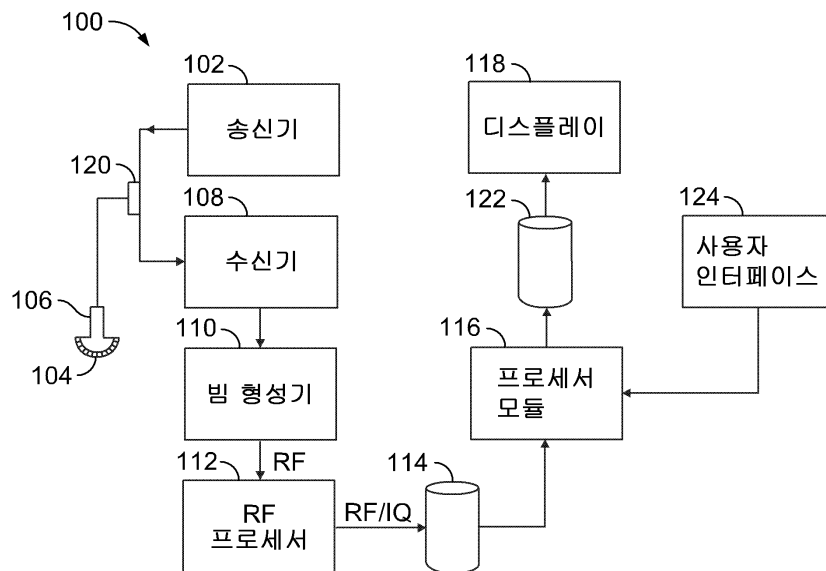 100
102
송신기
120
108
수신기
106
104
110
빔 형성기
RF
112
RF
프로세서
RF/IQ
114
118
디스플레이
122
124
사용자
인터페이스
116
프로세서
모듈